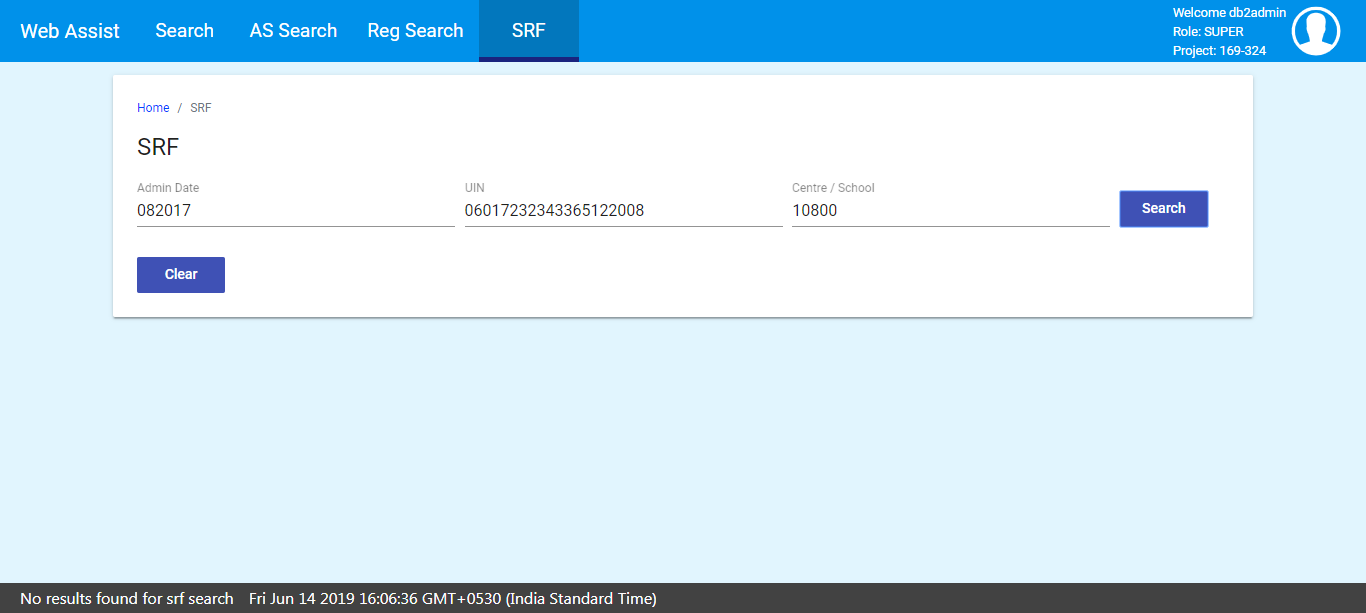 Web Assist Search AS Search Reg Search SRF
Welcome db2admin
Role: SUPER
Project: 169-324
Home / SRF
SRF
Admin Date UIN Centre / School
082017 06017232343365122008 10800 Search
Clear
No results found for srf search Fri Jun 14 2019 16:06:36 GMT+0530 (India Standard Time)